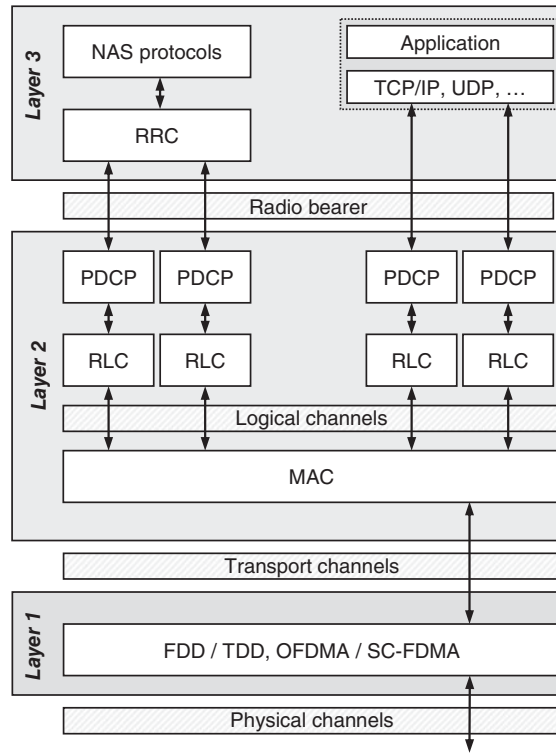 Layer 3
NAS protocols
Application
TCP/IP, UDP, …
RRC
Radio bearer
Layer 2
PDCP
PDCP
PDCP
PDCP
RLC
RLC
RLC
RLC
Logical channels
MAC
Transport channels
Layer 1
FDD / TDD, OFDMA / SC-FDMA
Physical channels